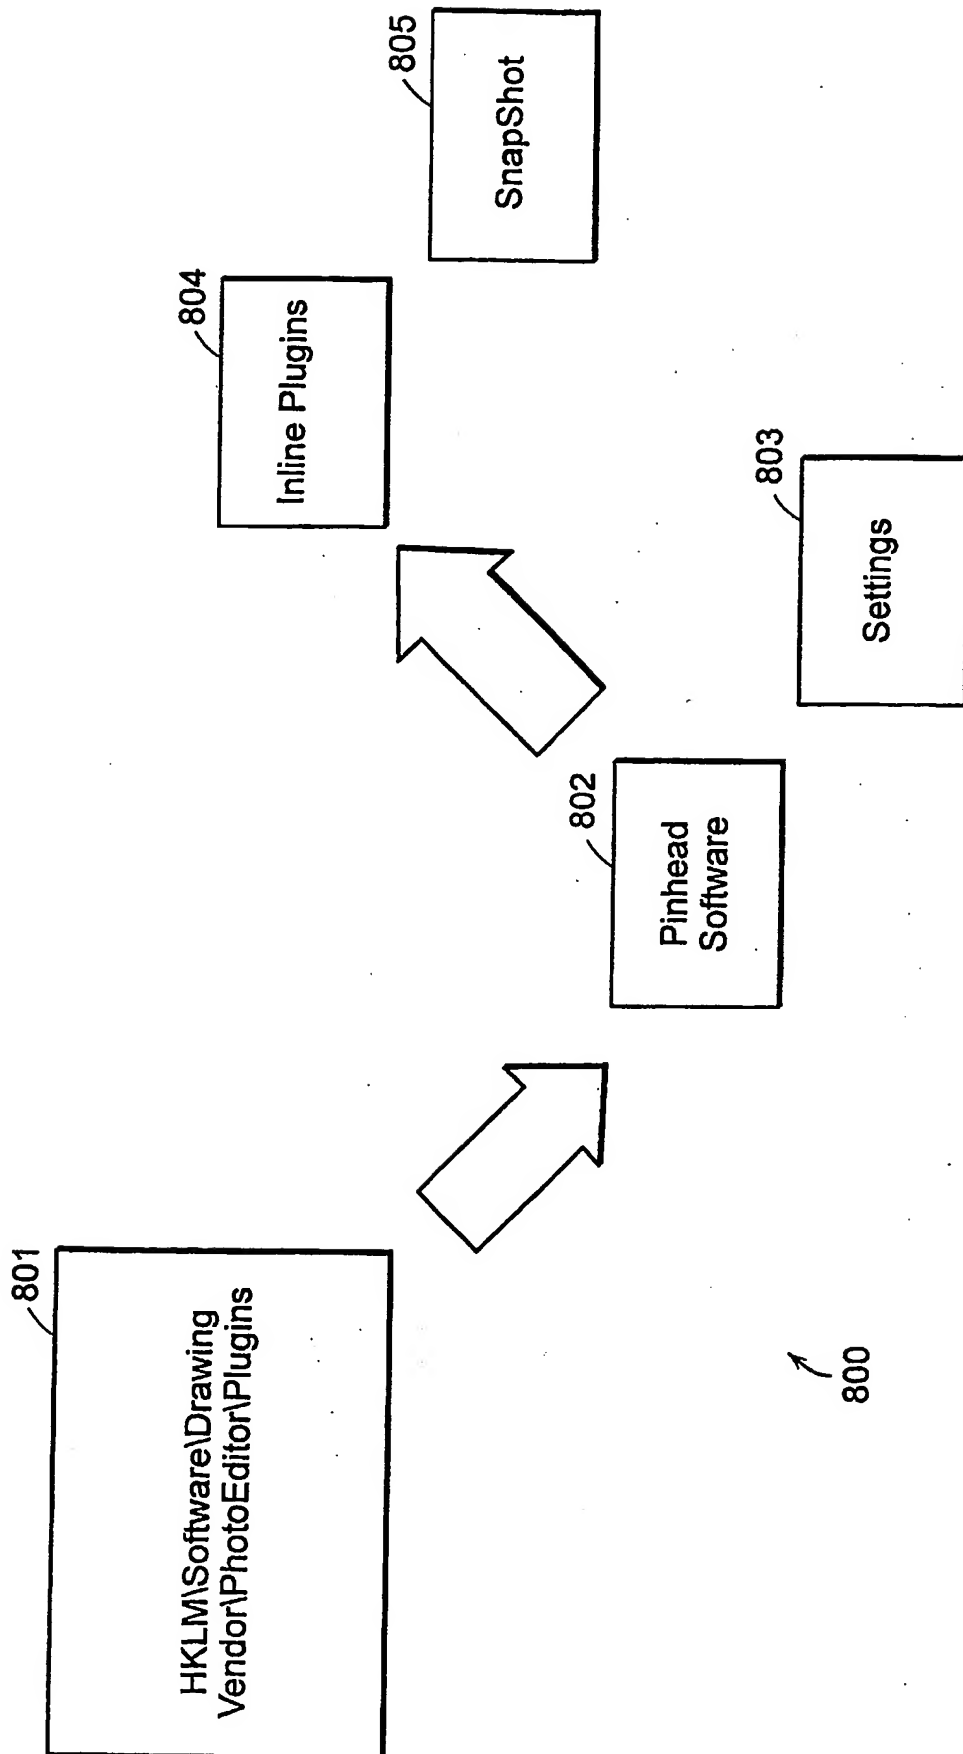 801
HKLM\Software\Drawing
Vendor\PhotoEditor\Plugins
802
Pinhead
Software
804
Inline Plugins
803
Settings
805
SnapShot
800